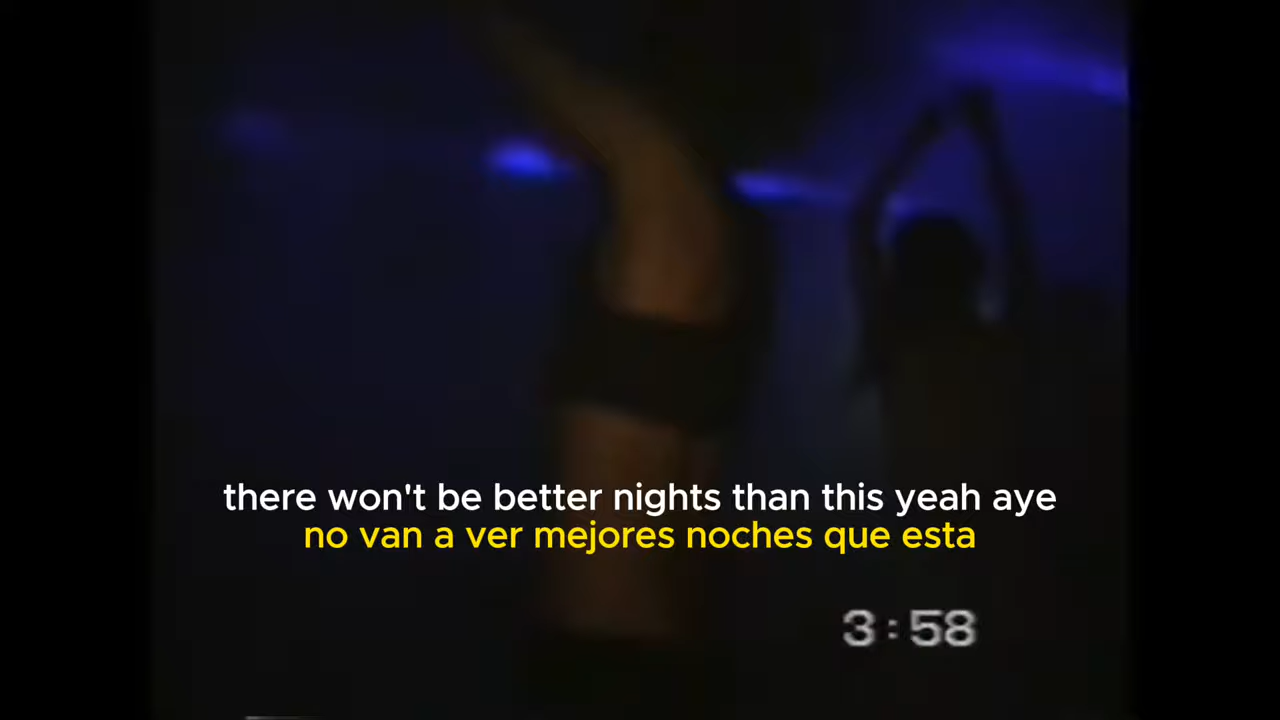 there won't be better nights than this yeah aye
no van a ver mejores noches que esta
3:58